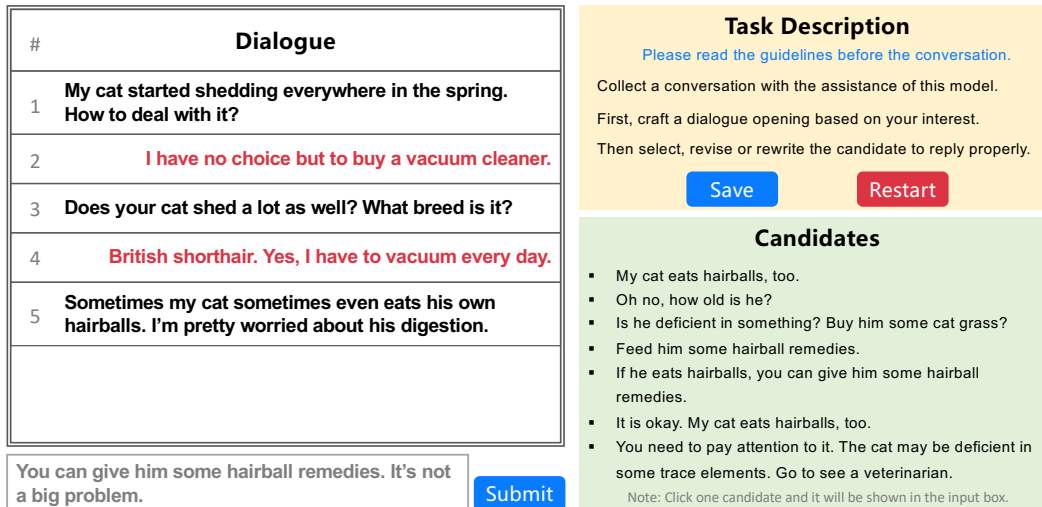 # Dialogue
1 My cat started shedding everywhere in the spring.
How to deal with it?
2 I have no choice but to buy a vacuum cleaner.
3 Does your cat shed a lot as well? What breed is it?
4 British shorthair. Yes, I have to vacuum every day.
5 Sometimes my cat sometimes even eats his own
hairballs. I'm pretty worried about his digestion.
You can give him some hairball remedies. It's not
a big problem.
Submit
Task Description
Please read the guidelines before the conversation.
Collect a conversation with the assistance of this model.
First, craft a dialogue opening based on your interest.
Then select, revise or rewrite the candidate to reply properly.
Save Restart
Candidates
▪ My cat eats hairballs, too.
▪ Oh no, how old is he?
▪ Is he deficient in something? Buy him some cat grass?
▪ Feed him some hairball remedies.
▪ If he eats hairballs, you can give him some hairball
remedies.
▪ It is okay. My cat eats hairballs, too.
▪ You need to pay attention to it. The cat may be deficient in
some trace elements. Go to see a veterinarian.
Note: Click one candidate and it will be shown in the input box.